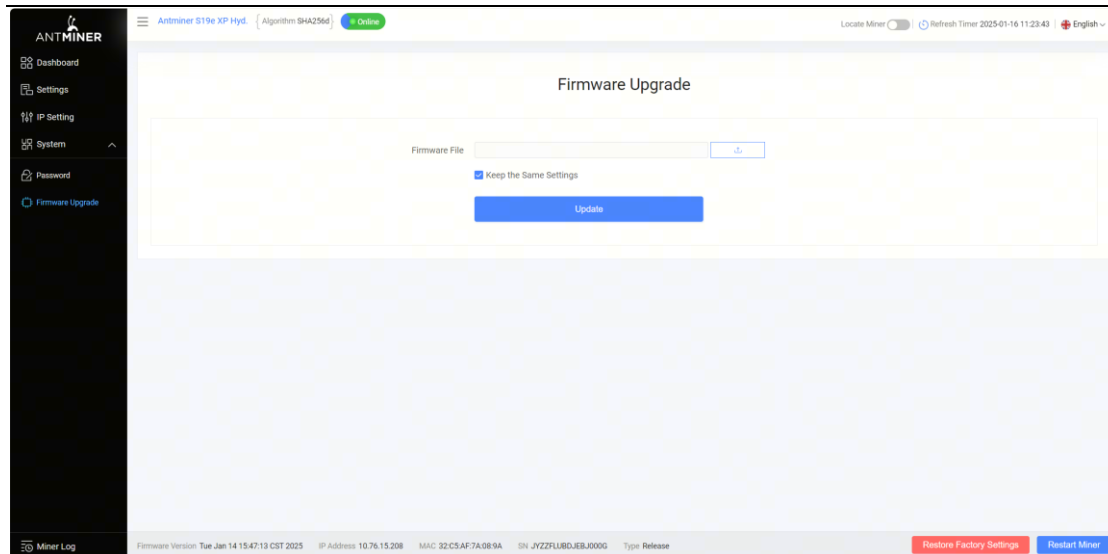 ANTMINER
Antminer S19e XP Hyd. { Algorithm SHA256d } Online
Locate Miner Refresh Timer 2025-01-16 11:23:43 English
Dashboard
Settings
IP Setting
System
Password
Firmware Upgrade
Firmware Upgrade
Firmware File
Keep the Same Settings
Update
Miner Log
Firmware Version Tue Jan 14 15:47:13 CST 2025 IP Address 10.76.15.208 MAC 32:C5:AF:7A:08:9A SN JYZZFLUBDJEBJ000G Type Release
Restore Factory Settings
Restart Miner